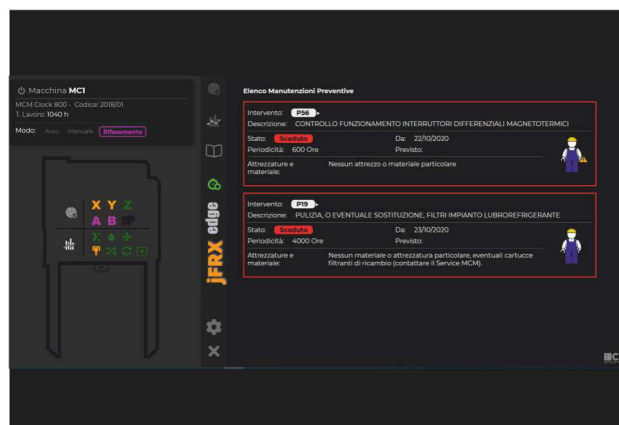 Macchina MC1
MCM Clock 800 - Codice: 2018/01
T. Lavoro: 1040 h
Modo: Auto Manuale Rifasamento
X Y Z
A B SP
jFRX edge
Elenco Manutenzioni Preventive
Intervento: P56
Descrizione: CONTROLLO FUNZIONAMENTO INTERRUTTORI DIFFERENZIALI MAGNETOTERMICI
Stato: Scaduto Da: 22/10/2020
Periodicità: 600 Ore Previsto:
Attrezzature e materiale: Nessun attrezzo o materiale particolare
Intervento: P19
Descrizione: PULIZIA, O EVENTUALE SOSTITUZIONE, FILTRI IMPIANTO LUBROREFRIGERANTE
Stato: Scaduto Da: 23/10/2020
Periodicità: 4000 Ore Previsto:
Attrezzature e materiale: Nessun materiale o attrezzatura particolare, eventuali cartucce
filtranti di ricambio (contattare il Service MCM).